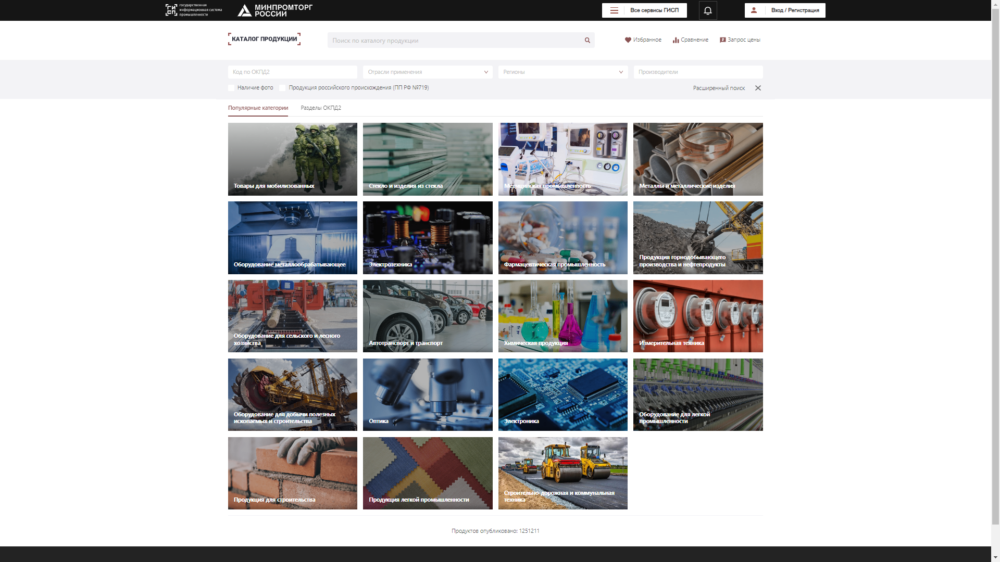 государственная
информационная система
промышленности
ГИСП
МИНПРОМТОРГ
РОССИИ
Все сервисы ГИСП
Вход / Регистрация
КАТАЛОГ ПРОДУКЦИИ
Поиск по каталогу продукции
Избранное
Сравнение
Запрос цены
Код по ОКПД2
Отрасли применения
Регионы
Производители
Наличие фото
Продукция российского происхождения (ПП РФ №719)
Расширенный поиск
Популярные категории
Разделы ОКПД2
Товары для мобилизованных
Стекло и изделия из стекла
Медицинская промышленность
Металлы и металлические изделия
Оборудование металлообрабатывающее
Электротехника
Фармацевтическая промышленность
Продукция горнодобывающего
производства и нефтепродукты
Оборудование для сельского и лесного
хозяйства
Автотранспорт и транспорт
Химическая продукция
Измерительная техника
Оборудование для добычи полезных
ископаемых и строительства
Оптика
Электроника
Оборудование для легкой
промышленности
Продукция для строительства
Продукция легкой промышленности
Строительно-дорожная и коммунальная
техника
Продуктов опубликовано: 1251211